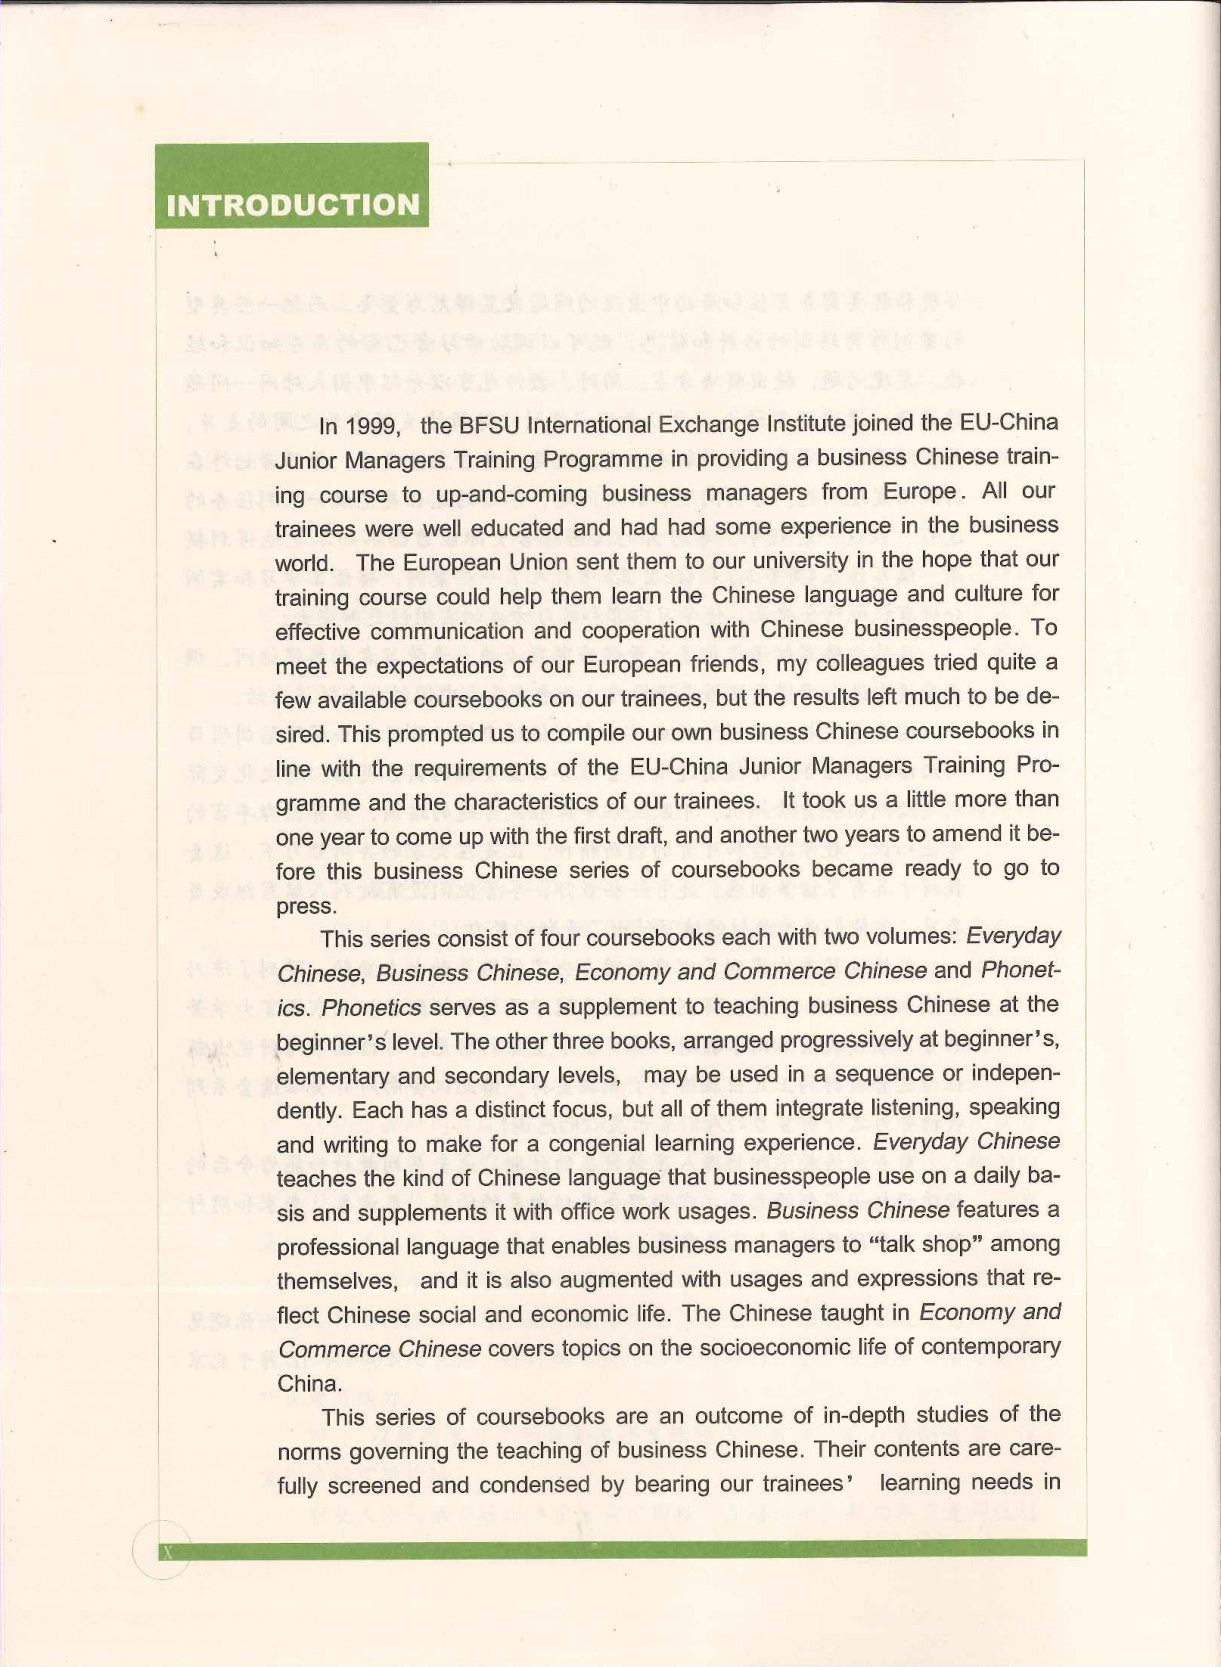 INTRODUCTION
In 1999, the BFSU International Exchange Institute joined the EU-China
Junior Managers Training Programme in providing a business Chinese train-
ing course to up-and-coming business managers from Europe. All our
trainees were well educated and had had some experience in the business
world. The European Union sent them to our university in the hope that our
training course could help them learn the Chinese language and culture for
effective communication and cooperation with Chinese businesspeople. To
meet the expectations of our European friends, my colleagues tried quite a
few available coursebooks on our trainees, but the results left much to be de-
sired. This prompted us to compile our own business Chinese coursebooks in
line with the requirements of the EU-China Junior Managers Training Pro-
gramme and the characteristics of our trainees. It took us a little more than
one year to come up with the first draft, and another two years to amend it be-
fore this business Chinese series of coursebooks became ready to go to
press.
This series consist of four coursebooks each with two volumes: Everyday
Chinese, Business Chinese, Economy and Commerce Chinese and Phonet-
ics. Phonetics serves as a supplement to teaching business Chinese at the
beginner's level. The other three books, arranged progressively at beginner's,
elementary and secondary levels, may be used in a sequence or indepen-
dently. Each has a distinct focus, but all of them integrate listening, speaking
and writing to make for a congenial learning experience. Everyday Chinese
teaches the kind of Chinese language that businesspeople use on a daily ba-
sis and supplements it with office work usages. Business Chinese features a
professional language that enables business managers to “talk shop” among
themselves, and it is also augmented with usages and expressions that re-
flect Chinese social and economic life. The Chinese taught in Economy and
Commerce Chinese covers topics on the socioeconomic life of contemporary
China.
This series of coursebooks are an outcome of in-depth studies of the
norms governing the teaching of business Chinese. Their contents are care-
fully screened and condensed by bearing our trainees' learning needs in
X